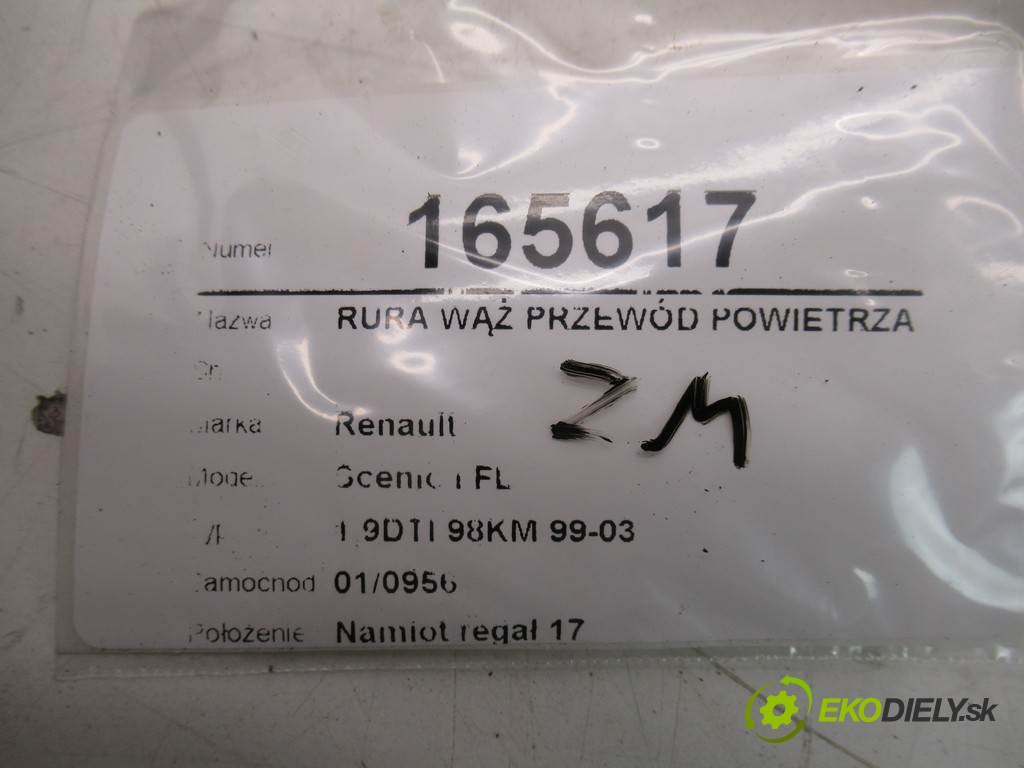 Numer 165617
Nazwa RURA WĄŻ PRZEWÓD POWIETRZA
ZM
Marka Renault
Model Scenic I FL
1.9DTI 98KM 99-03
Samochód 01/0956
Położenie Namiot regał 17
EKODIELY.sk